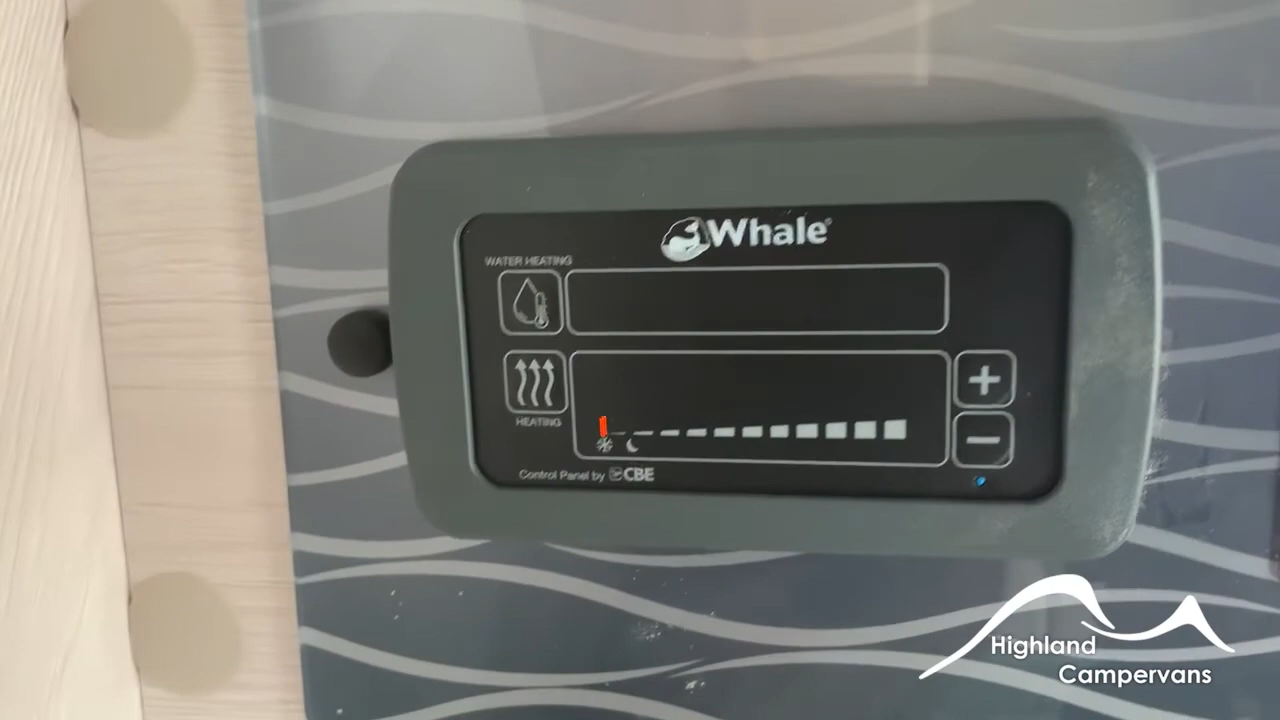 Whale®
WATER HEATING
+
HEATING
−
Control Panel by CBE
Highland
Campervans